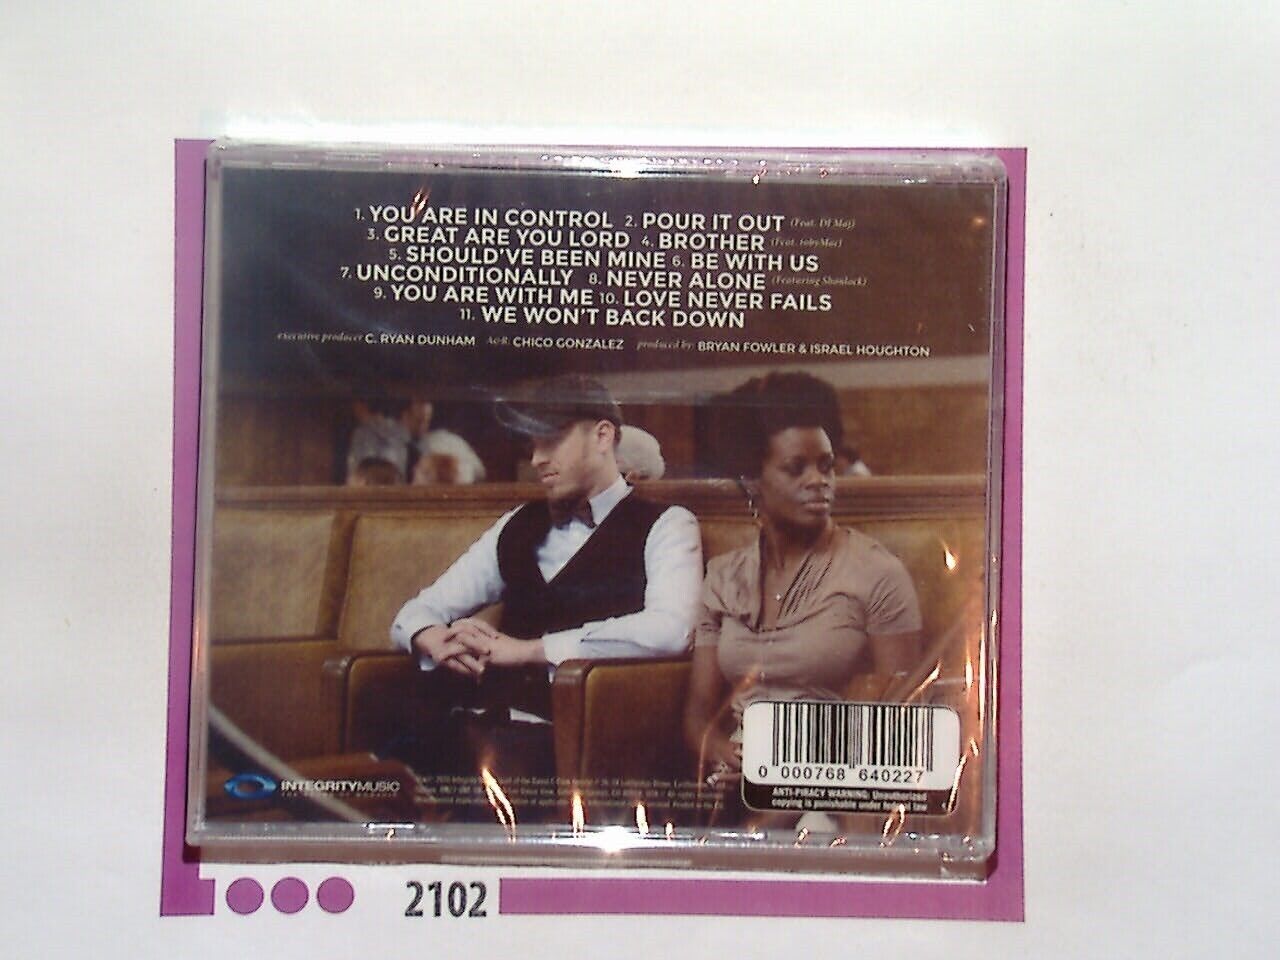 1. YOU ARE IN CONTROL 2. POUR IT OUT (Feat. DJ Maj)
3. GREAT ARE YOU LORD 4. BROTHER (Feat. tobyMac)
5. SHOULD'VE BEEN MINE 6. BE WITH US
7. UNCONDITIONALLY 8. NEVER ALONE (Featuring Shonlock)
9. YOU ARE WITH ME 10. LOVE NEVER FAILS
11. WE WON'T BACK DOWN
executive producer C. RYAN DUNHAM A&R: CHICO GONZALEZ produced by: BRYAN FOWLER & ISRAEL HOUGHTON
INTEGRITYMUSIC
0 000768 640227
ANTI-PIRACY WARNING: Unauthorized
copying is punishable under federal law
2102